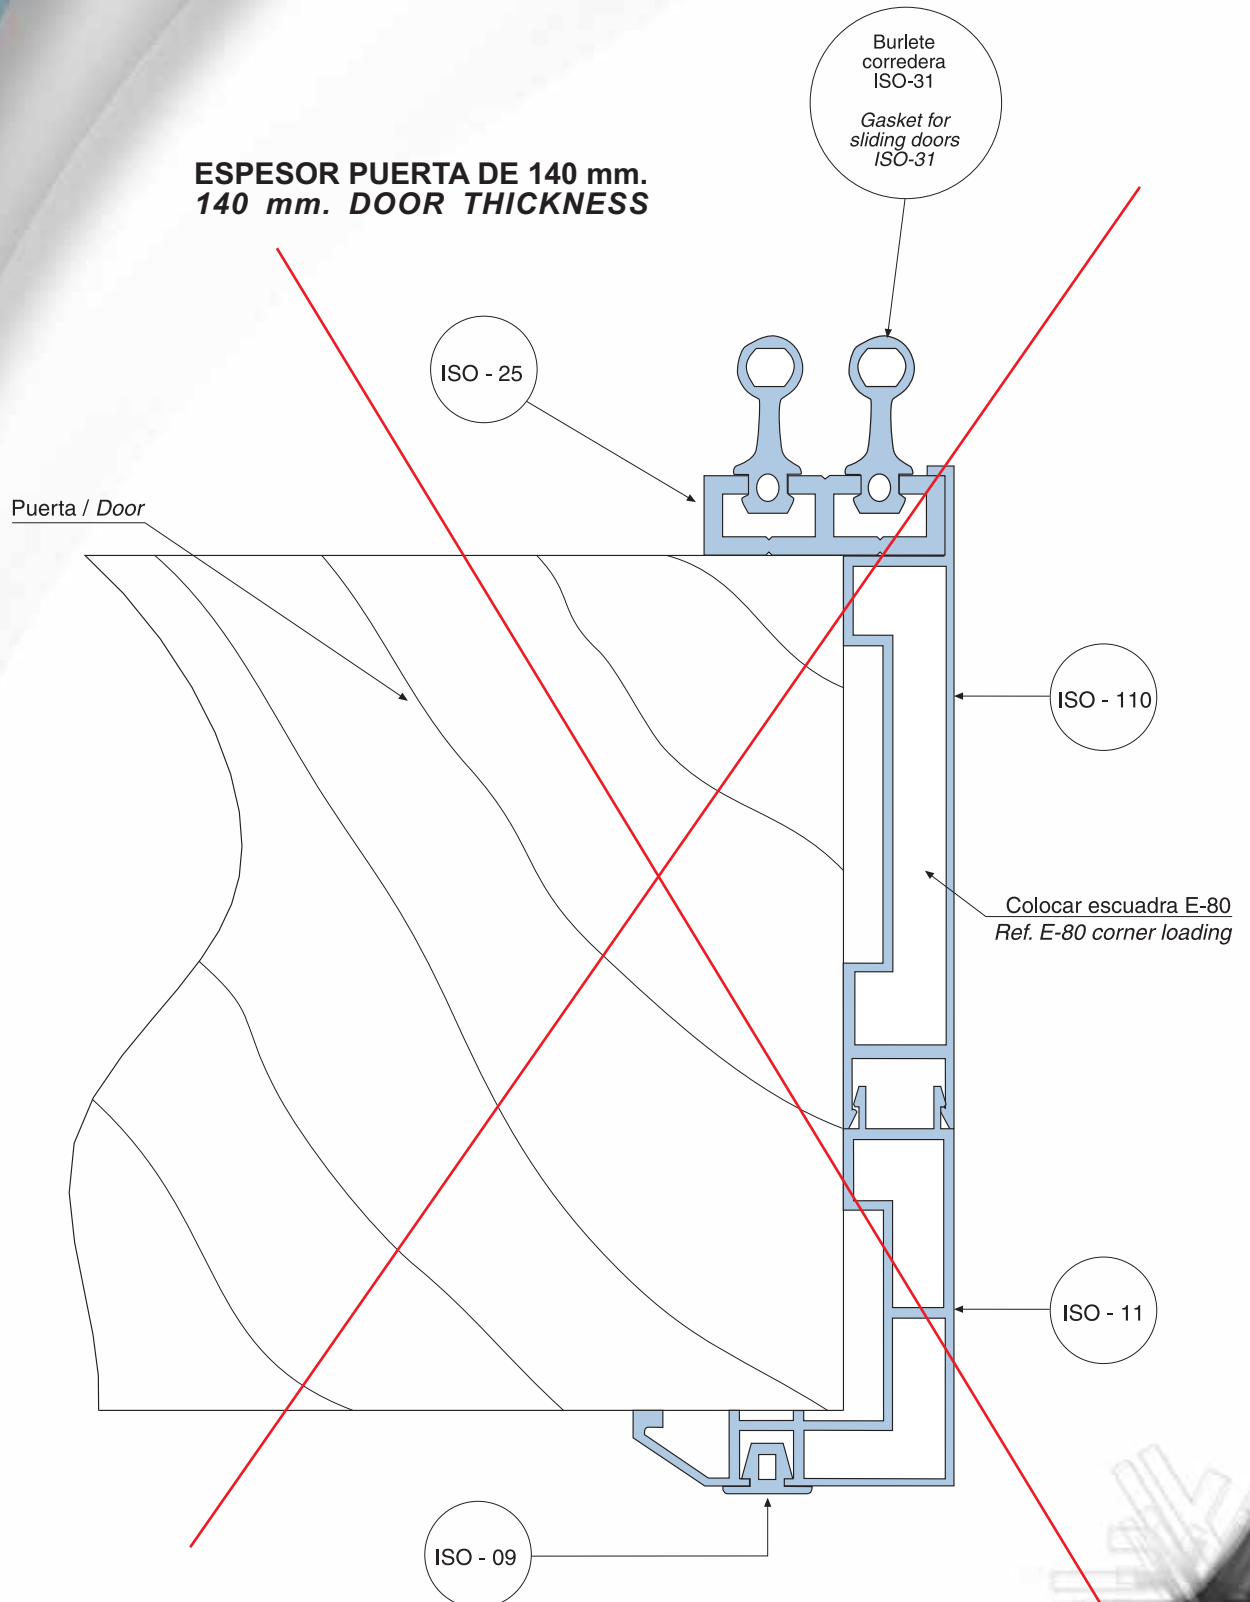 Burlete
corredera
ISO-31
Gasket for
sliding doors
ISO-31
ESPESOR PUERTA DE 140 mm.
140 mm. DOOR THICKNESS
ISO - 25
Puerta / Door
ISO - 110
Colocar escuadra E-80
Ref. E-80 corner loading
ISO - 11
ISO - 09